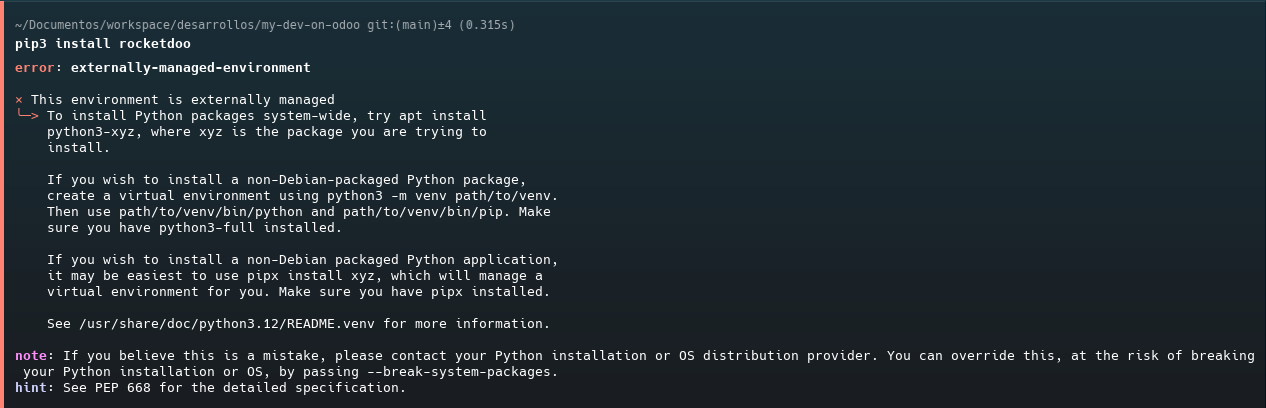 ~/Documentos/workspace/desarrollos/my-dev-on-odoo git:(main)±4 (0.315s)
pip3 install rocketdoo
error: externally-managed-environment
× This environment is externally managed
╰─> To install Python packages system-wide, try apt install
python3-xyz, where xyz is the package you are trying to
install.
If you wish to install a non-Debian-packaged Python package,
create a virtual environment using python3 -m venv path/to/venv.
Then use path/to/venv/bin/python and path/to/venv/bin/pip. Make
sure you have python3-full installed.
If you wish to install a non-Debian packaged Python application,
it may be easiest to use pipx install xyz, which will manage a
virtual environment for you. Make sure you have pipx installed.
See /usr/share/doc/python3.12/README.venv for more information.
note: If you believe this is a mistake, please contact your Python installation or OS distribution provider. You can override this, at the risk of breaking
your Python installation or OS, by passing --break-system-packages.
hint: See PEP 668 for the detailed specification.